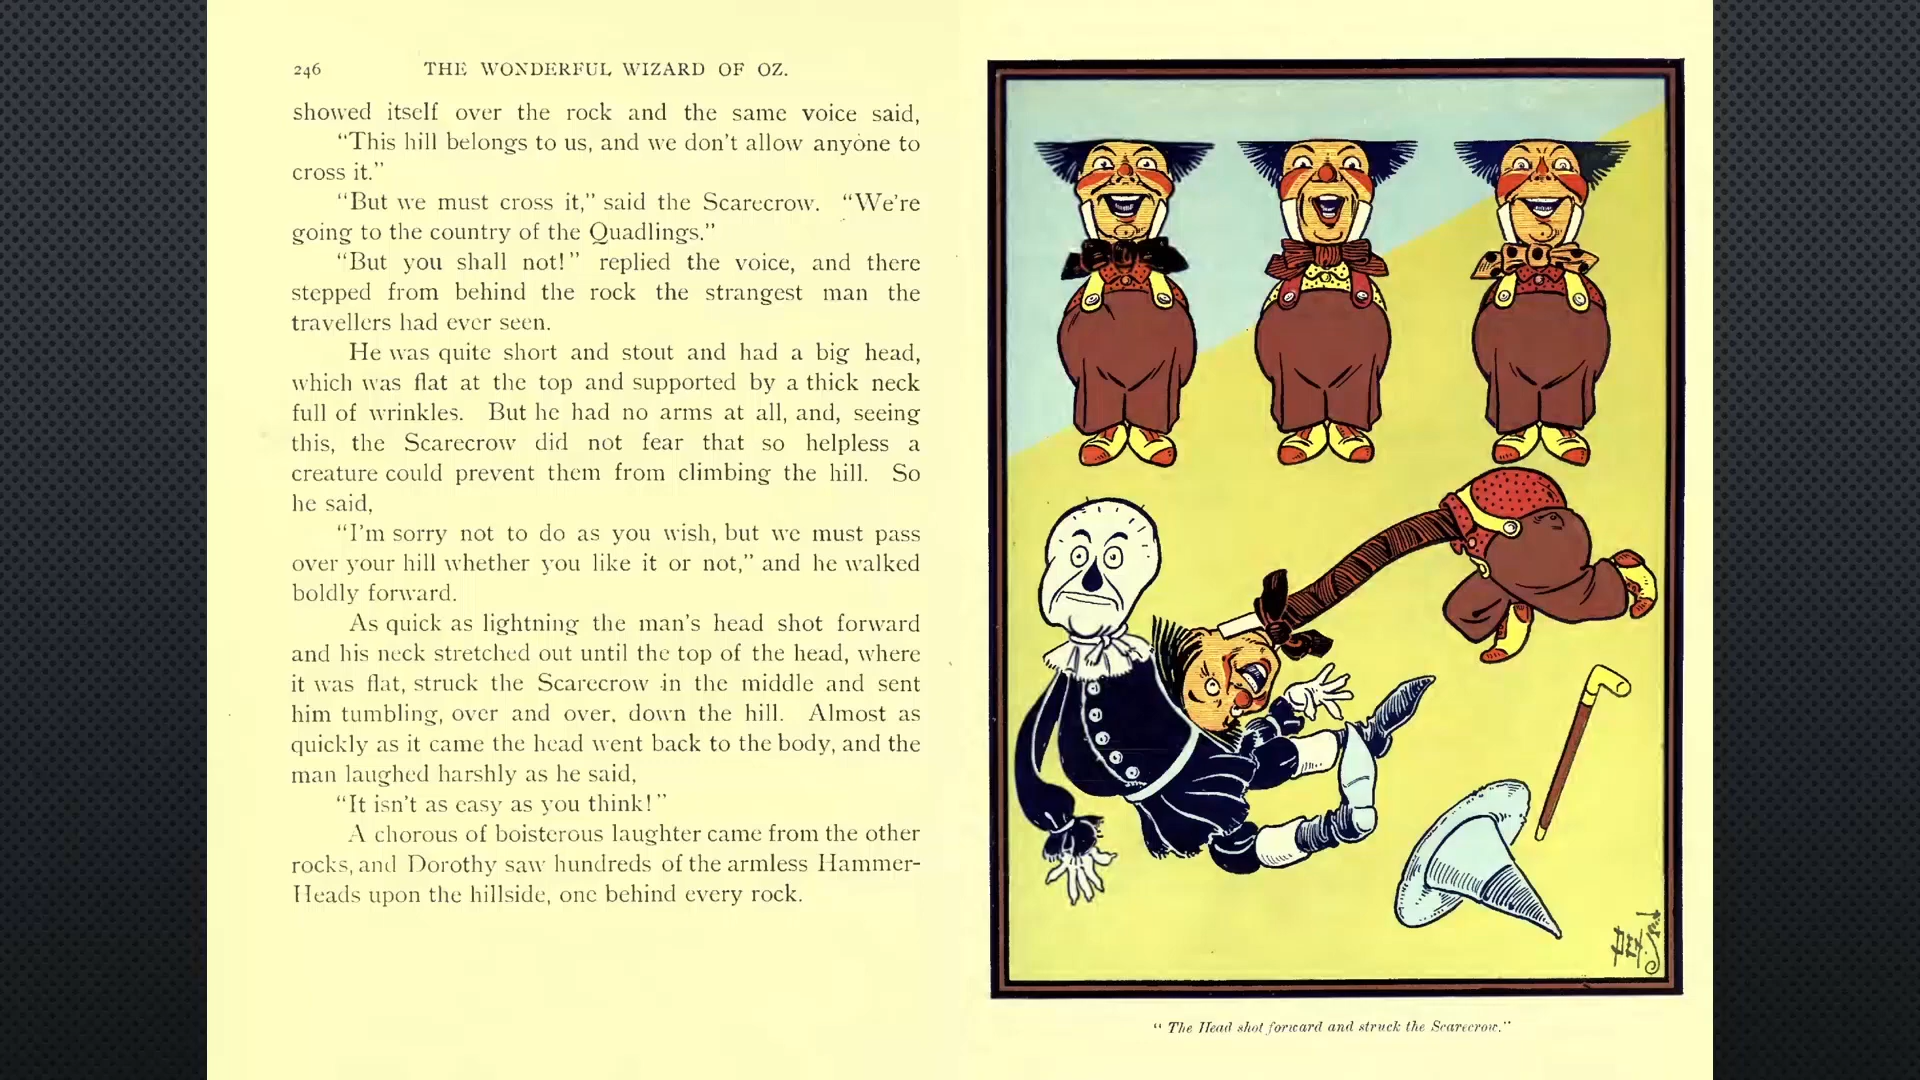 246 THE WONDERFUL WIZARD OF OZ.
showed itself over the rock and the same voice said,
“This hill belongs to us, and we don't allow anyone to
cross it.”
“But we must cross it,” said the Scarecrow. “We're
going to the country of the Quadlings.”
“But you shall not!” replied the voice, and there
stepped from behind the rock the strangest man the
travellers had ever seen.
He was quite short and stout and had a big head,
which was flat at the top and supported by a thick neck
full of wrinkles. But he had no arms at all, and, seeing
this, the Scarecrow did not fear that so helpless a
creature could prevent them from climbing the hill. So
he said,
“I'm sorry not to do as you wish, but we must pass
over your hill whether you like it or not,” and he walked
boldly forward.
As quick as lightning the man's head shot forward
and his neck stretched out until the top of the head, where
it was flat, struck the Scarecrow in the middle and sent
him tumbling, over and over, down the hill. Almost as
quickly as it came the head went back to the body, and the
man laughed harshly as he said,
“It isn't as easy as you think!”
A chorous of boisterous laughter came from the other
rocks, and Dorothy saw hundreds of the armless Hammer-
Heads upon the hillside, one behind every rock.
“The Head shot forward and struck the Scarecrow.”